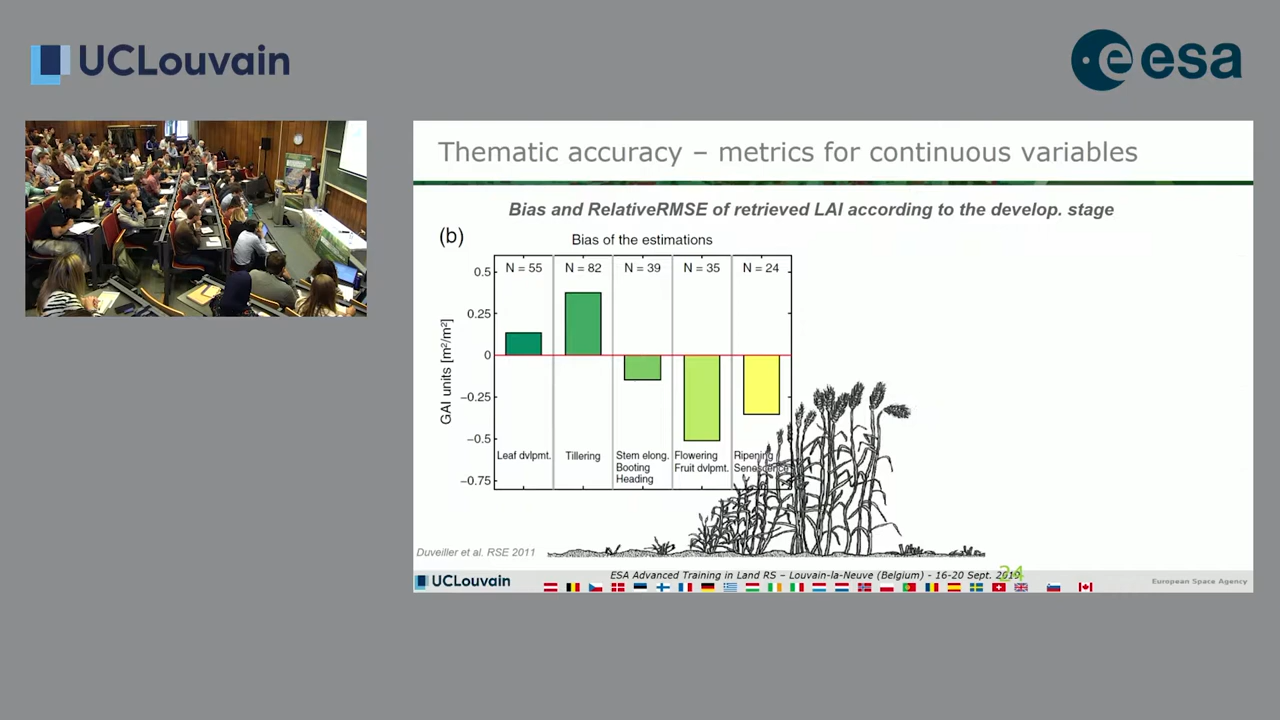 UCLouvain
esa
Thematic accuracy – metrics for continuous variables
Bias and RelativeRMSE of retrieved LAI according to the develop. stage
(b)
Bias of the estimations
N = 55
N = 82
N = 39
N = 35
N = 24
0.5
0.25
0
−0.25
−0.5
−0.75
GAI units [m²/m²]
Leaf dvlpmt.
Tillering
Stem elong.
Booting
Heading
Flowering
Fruit dvlpmt.
Ripening
Senescence
Duveiller et al. RSE 2011
UCLouvain
ESA Advanced Training in Land RS – Louvain-la-Neuve (Belgium) - 16-20 Sept. 2019
24
European Space Agency